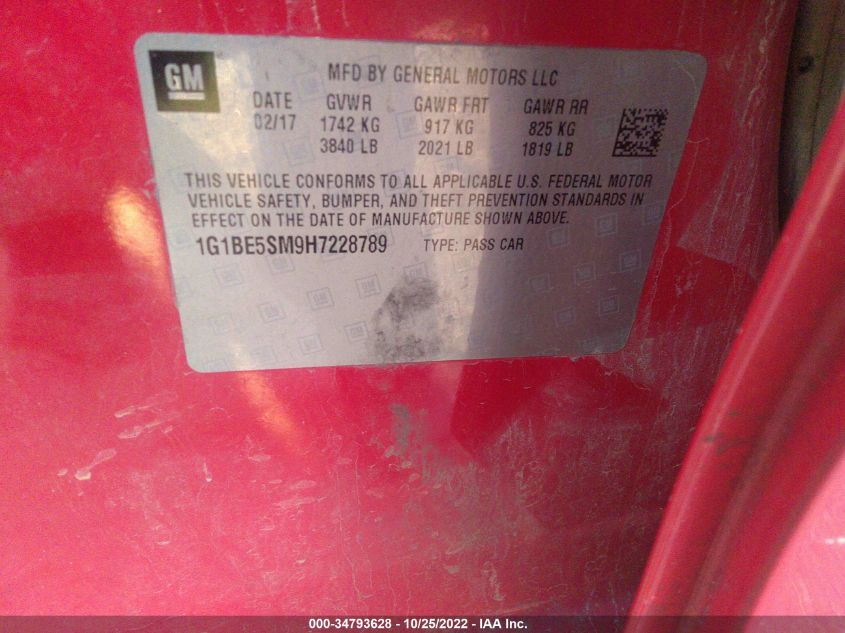 GM
MFD BY GENERAL MOTORS LLC
DATE GVWR GAWR FRT GAWR RR
02/17 1742 KG 917 KG 825 KG
3840 LB 2021 LB 1819 LB
THIS VEHICLE CONFORMS TO ALL APPLICABLE U.S. FEDERAL MOTOR
VEHICLE SAFETY, BUMPER, AND THEFT PREVENTION STANDARDS IN
EFFECT ON THE DATE OF MANUFACTURE SHOWN ABOVE.
1G1BE5SM9H7228789 TYPE: PASS CAR
000-34793628 - 10/25/2022 - IAA Inc.